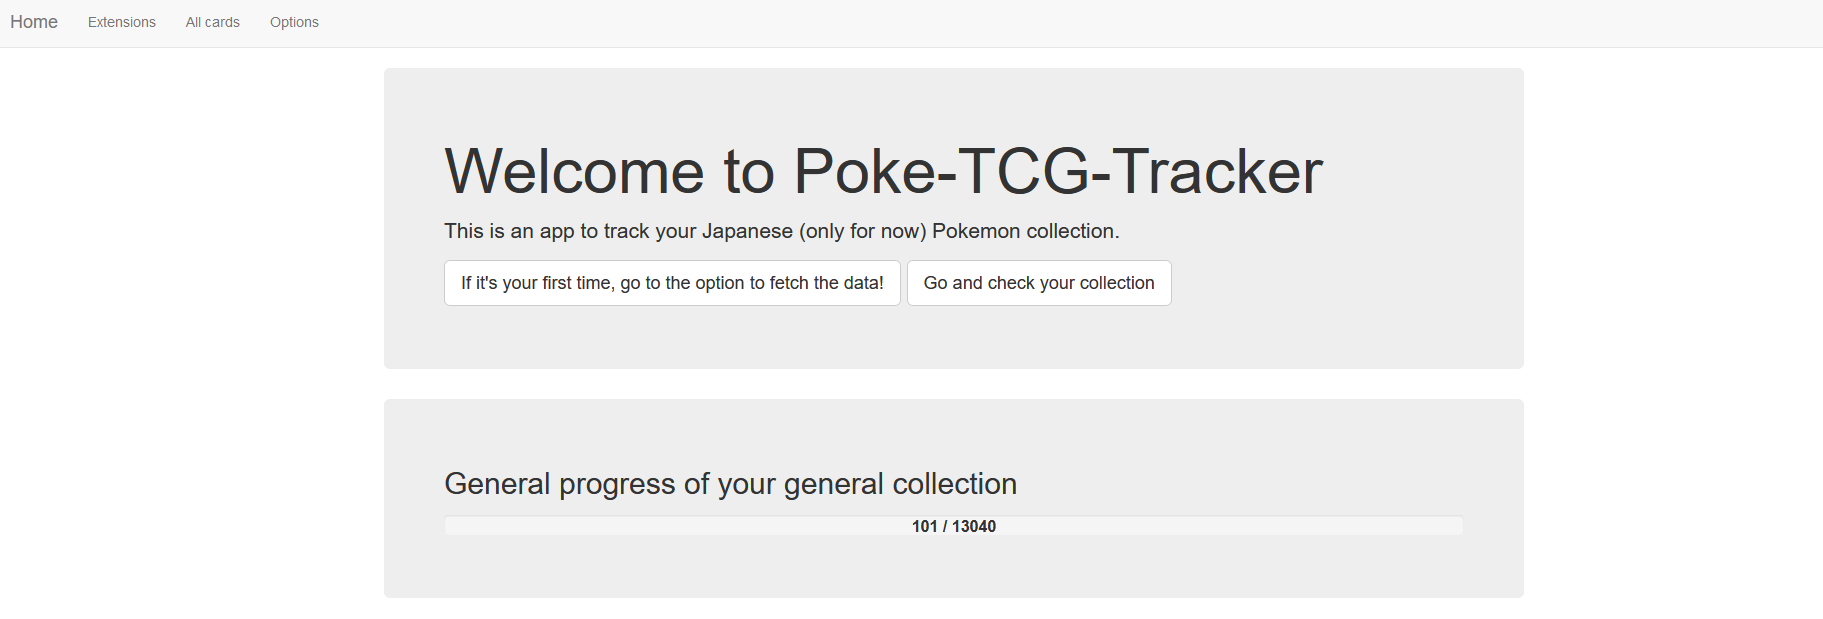 Home Extensions All cards Options
Welcome to Poke-TCG-Tracker
This is an app to track your Japanese (only for now) Pokemon collection.
If it's your first time, go to the option to fetch the data! Go and check your collection
General progress of your general collection
101 / 13040